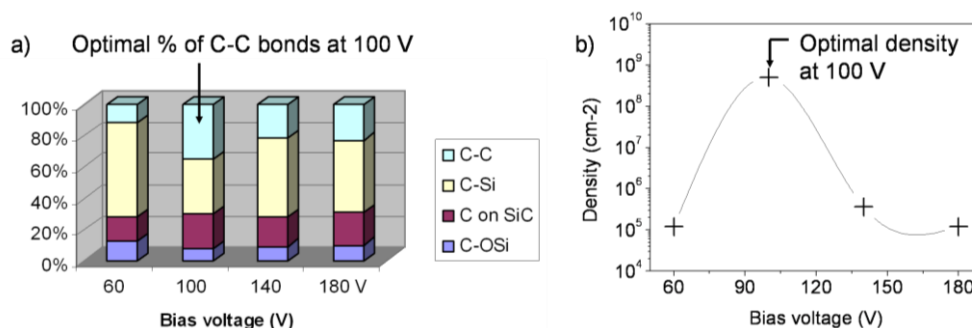 a) Optimal % of C-C bonds at 100 V
100%
80%
60%
40%
20%
0%
60 100 140 180 V
Bias voltage (V)
C-C
C-Si
C on SiC
C-OSi
b)
Optimal density
at 100 V
Density (cm-2)
10^10
10^9
10^8
10^7
10^6
10^5
10^4
60 90 120 150 180
Bias voltage (V)